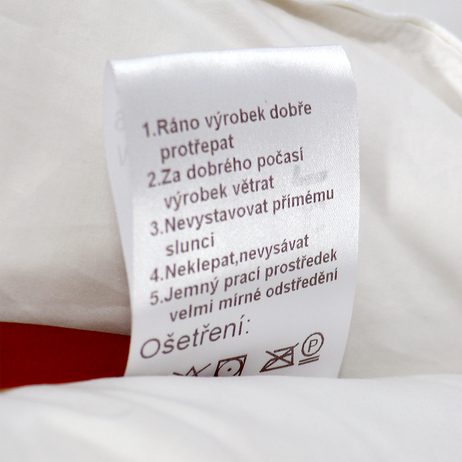 1.Ráno výrobek dobře
protřepat
2.Za dobrého počasí
výrobek větrat
3.Nevystavovat přímému
slunci
4.Neklepat,nevysávat
5.Jemný prací prostředek
velmi mírné odstředění
Ošetření:
P